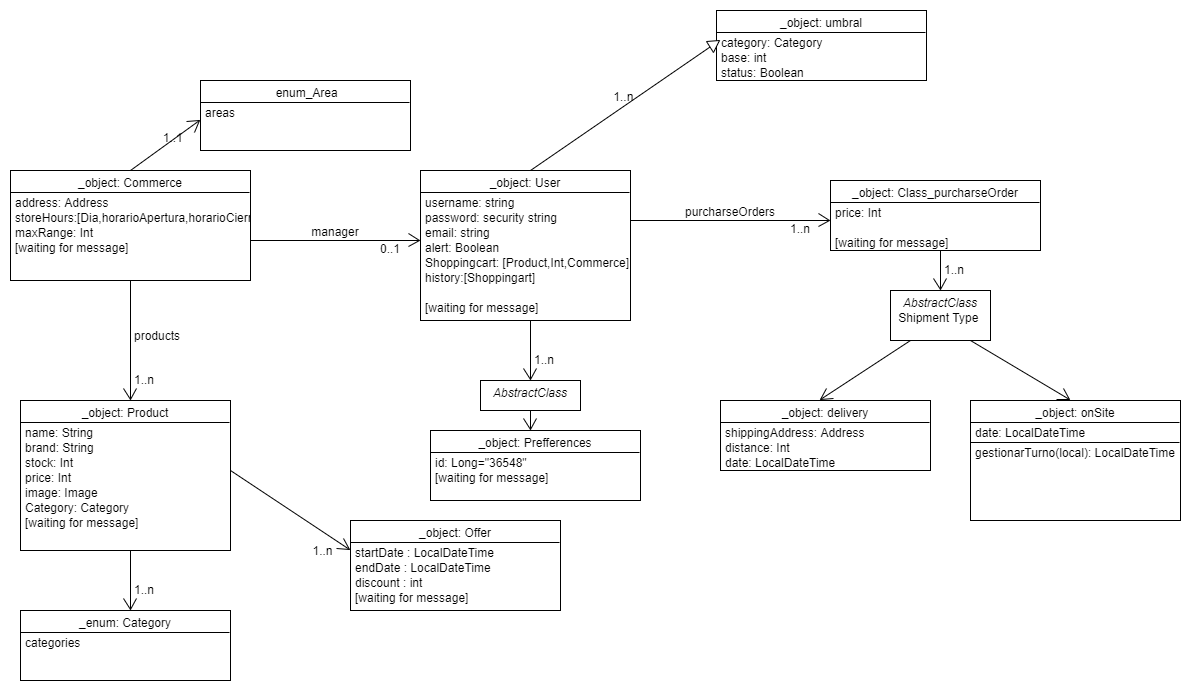 _object: umbral
category: Category
base: int
status: Boolean
1..n
enum_Area
areas
1..1
_object: Commerce
address: Address
storeHours:[Dia,horarioApertura,horarioCierr
maxRange: Int
[waiting for message]
manager
0..1
_object: User
username: string
password: security string
email: string
alert: Boolean
Shoppingcart: [Product,Int,Commerce]
history:[Shoppingart]
[waiting for message]
purcharseOrders
1..n
_object: Class_purcharseOrder
price: Int
[waiting for message]
1..n
AbstractClass
Shipment Type
products
1..n
1..n
AbstractClass
_object: Product
name: String
brand: String
stock: Int
price: Int
image: Image
Category: Category
[waiting for message]
_object: Prefferences
id: Long="36548"
[waiting for message]
_object: delivery
shippingAddress: Address
distance: Int
date: LocalDateTime
_object: onSite
date: LocalDateTime
gestionarTurno(local): LocalDateTime
1..n
_object: Offer
startDate : LocalDateTime
endDate : LocalDateTime
discount : int
[waiting for message]
1..n
_enum: Category
categories